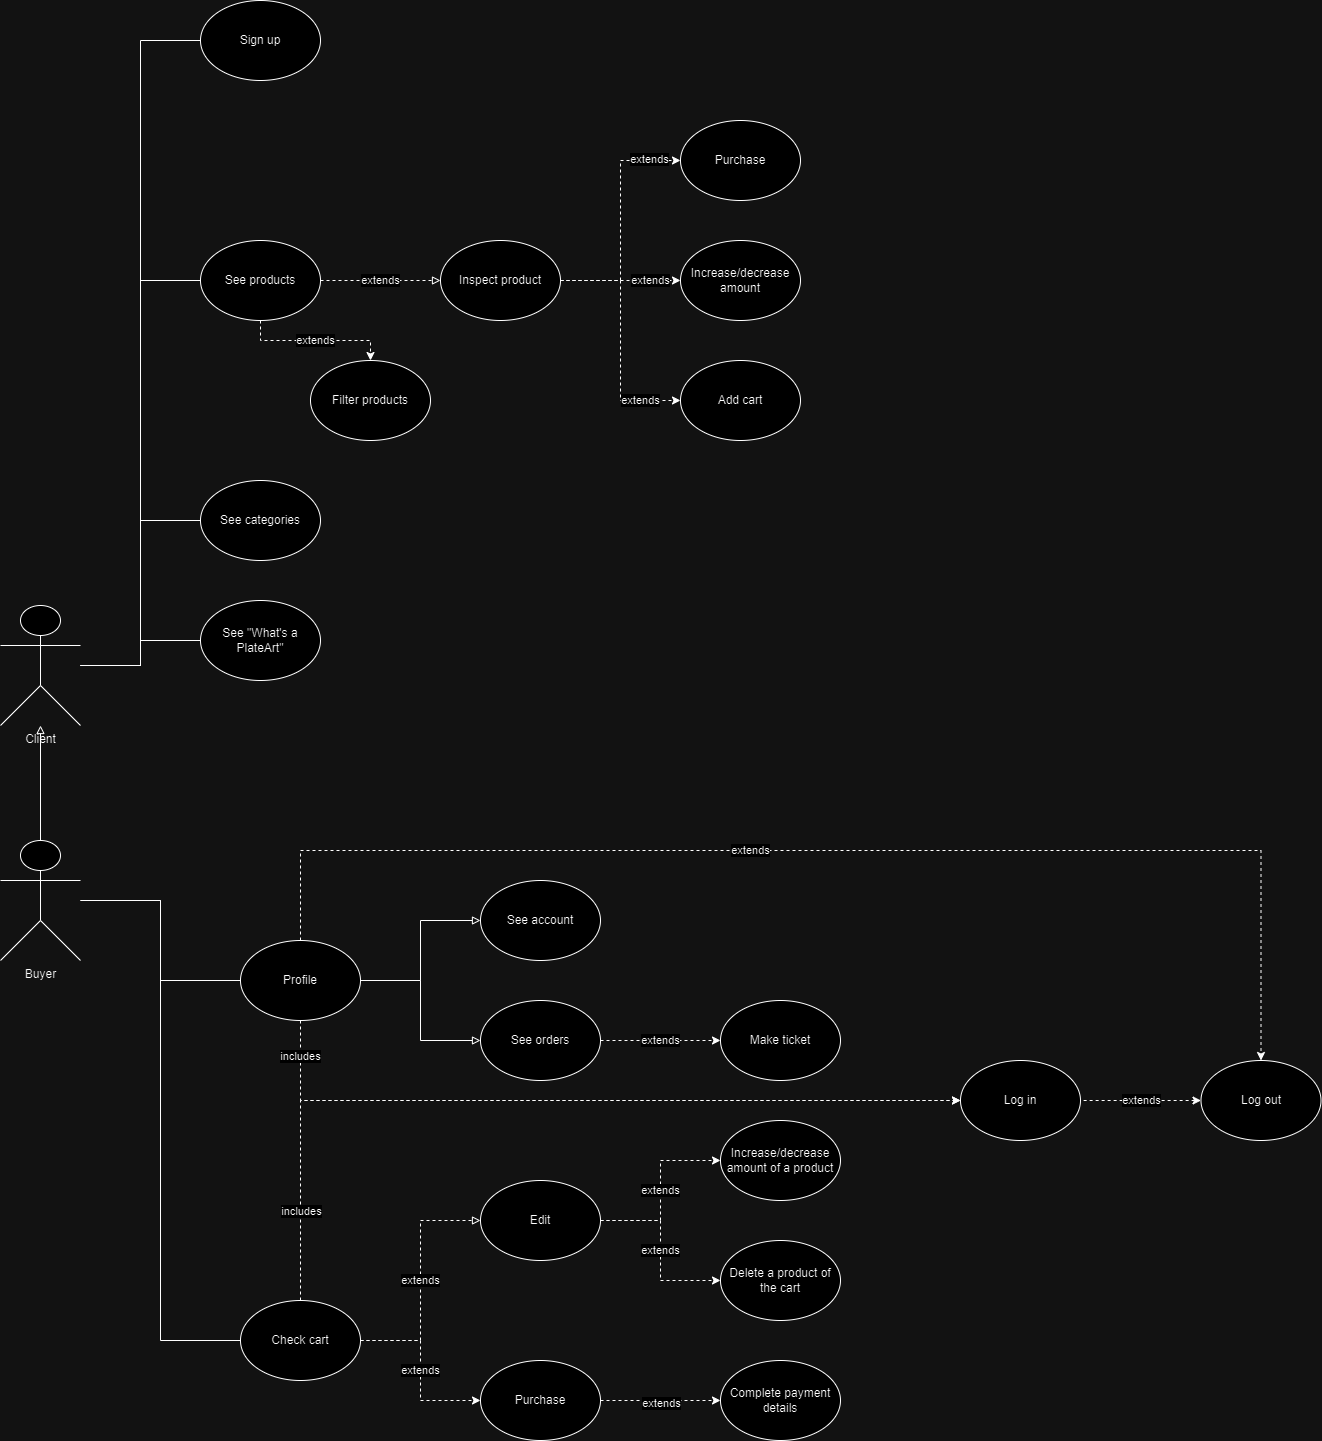 Sign up
extends
Purchase
See products
extends
Inspect product
extends
Increase/decrease
amount
extends
Filter products
extends
Add cart
See categories
See "What's a
PlateArt"
Client
extends
See account
Buyer
Profile
See orders
extends
Make ticket
includes
Log in
extends
Log out
Increase/decrease
amount of a product
extends
includes
Edit
extends
Delete a product of
the cart
extends
Check cart
extends
Purchase
extends
Complete payment
details